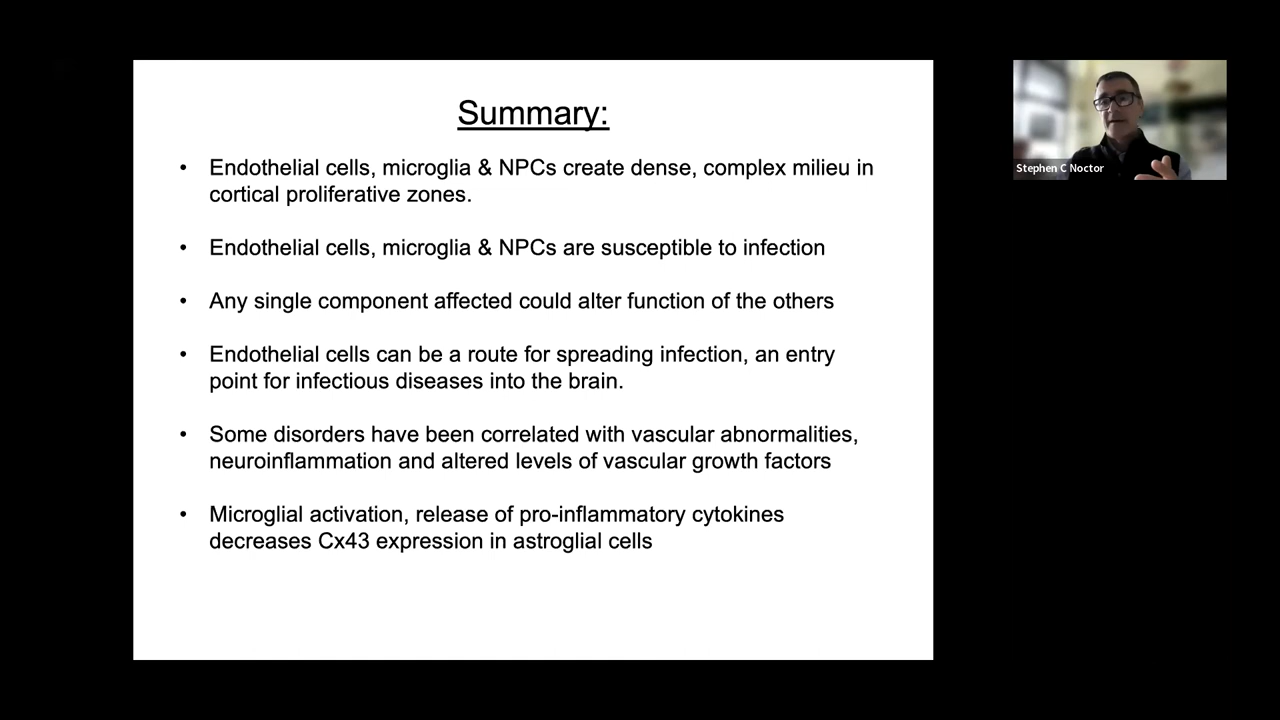 Summary:
• Endothelial cells, microglia & NPCs create dense, complex milieu in
cortical proliferative zones.
• Endothelial cells, microglia & NPCs are susceptible to infection
• Any single component affected could alter function of the others
• Endothelial cells can be a route for spreading infection, an entry
point for infectious diseases into the brain.
• Some disorders have been correlated with vascular abnormalities,
neuroinflammation and altered levels of vascular growth factors
• Microglial activation, release of pro-inflammatory cytokines
decreases Cx43 expression in astroglial cells
Stephen C Noctor